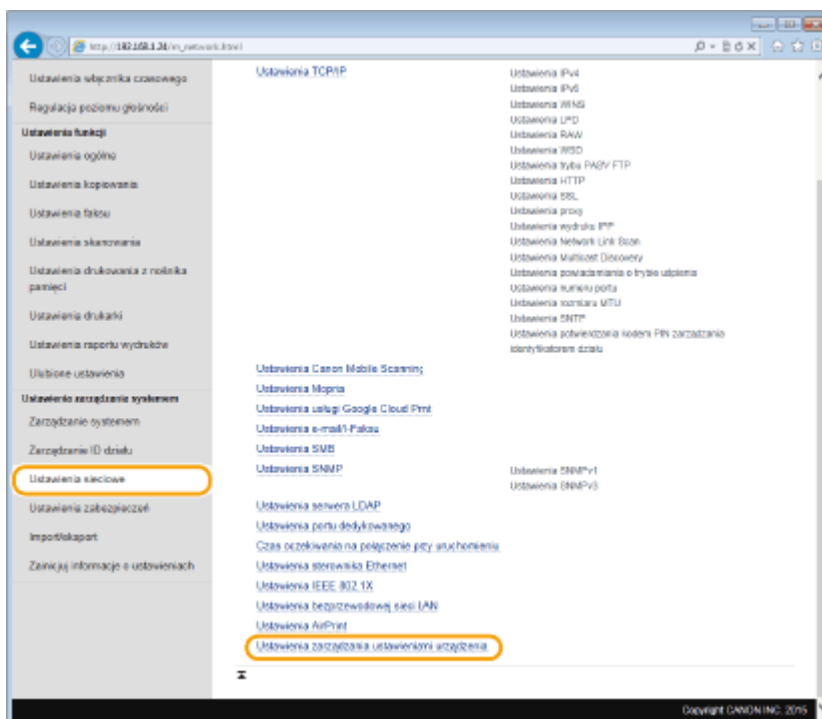 http://192.168.1.24/m_network.html
Ustawienia włącznika czasowego
Regulacja poziomu głośności
Ustawienia funkcji
Ustawienia ogólne
Ustawienia kopiowania
Ustawienia faksu
Ustawienia skanowania
Ustawienia drukowania z nośnika
pamięci
Ustawienia drukarki
Ustawienia raportu wydruków
Ulubione ustawienia
Ustawienia zarządzania systemem
Zarządzanie systemem
Zarządzanie ID działu
Ustawienia sieciowe
Ustawienia zabezpieczeń
Import/eksport
Zainicjuj informacje o ustawieniach
Ustawienia TCP/IP
Ustawienia IPv4
Ustawienia IPv6
Ustawienia WINS
Ustawienia LPD
Ustawienia RAW
Ustawienia WSD
Ustawienia trybu PASV FTP
Ustawienia HTTP
Ustawienia SSL
Ustawienia proxy
Ustawienia wydruku IPP
Ustawienia Network Link Scan
Ustawienia Multicast Discovery
Ustawienia powiadamiania o trybie uśpienia
Ustawienia numeru portu
Ustawienia rozmiaru MTU
Ustawienia SNTP
Ustawienia potwierdzania kodem PIN zarządzania
identyfikatorem działu
Ustawienia Canon Mobile Scanning
Ustawienia Mopria
Ustawienia usługi Google Cloud Print
Ustawienia e-mail/I-Faksu
Ustawienia SMB
Ustawienia SNMP
Ustawienia SNMPv1
Ustawienia SNMPv3
Ustawienia serwera LDAP
Ustawienia portu dedykowanego
Czas oczekiwania na połączenie przy uruchomieniu
Ustawienia sterownika Ethernet
Ustawienia IEEE 802.1X
Ustawienia bezprzewodowej sieci LAN
Ustawienia AirPrint
Ustawienia zarządzania ustawieniami urządzenia
Copyright CANON INC. 2015